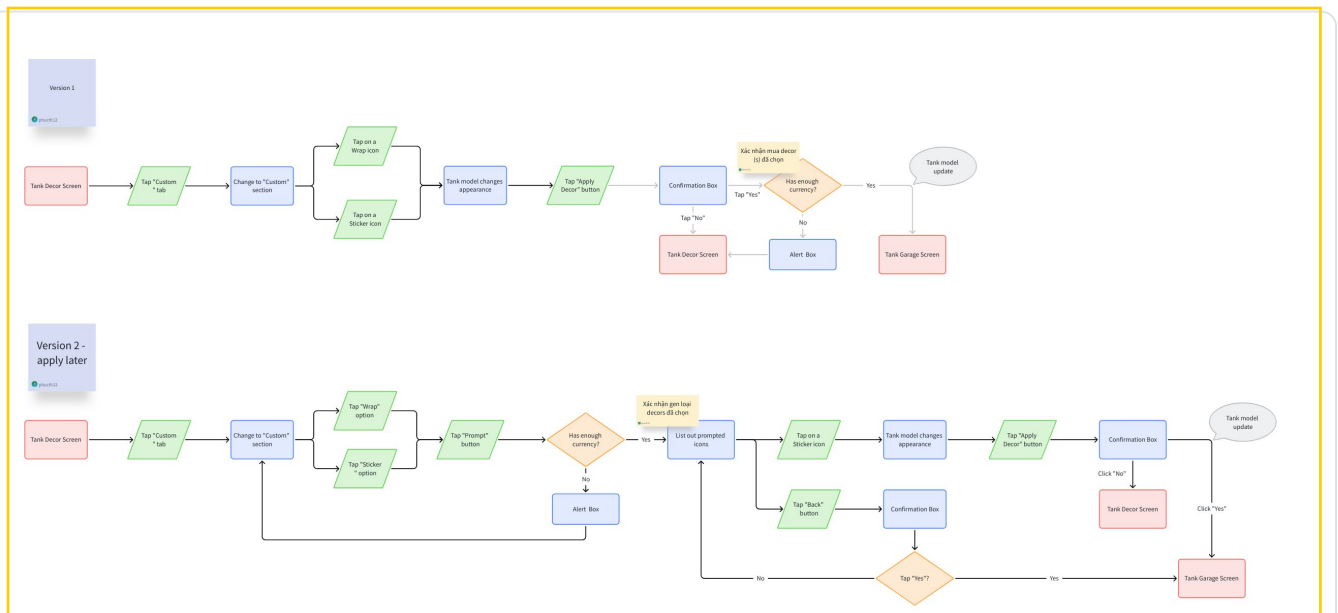 Version 1
phucth12
Tank Decor Screen
Tap "Custom
" tab
Change to "Custom"
section
Tap on a
Wrap icon
Tap on a
Sticker icon
Tank model changes
appearance
Tap "Apply
Decor" button
Confirmation Box
Tap "Yes"
Tap "No"
Xác nhận mua decor
(s) đã chọn
Has enough
currency?
Yes
No
Tank Decor Screen
Alert Box
Tank model
update
Tank Garage Screen
Version 2 -
apply later
phucth12
Tank Decor Screen
Tap "Custom
" tab
Change to "Custom"
section
Tap "Wrap"
option
Tap "Sticker
" option
Tap "Prompt"
button
Has enough
currency?
Yes
No
Alert Box
Xác nhận gen loại
decors đã chọn
List out prompted
icons
Tap on a
Sticker icon
Tank model changes
appearance
Tap "Apply
Decor" button
Confirmation Box
Click "No"
Tank Decor Screen
Click "Yes"
Tank model
update
Tap "Back"
button
Confirmation Box
Tap "Yes"?
No
Yes
Tank Garage Screen